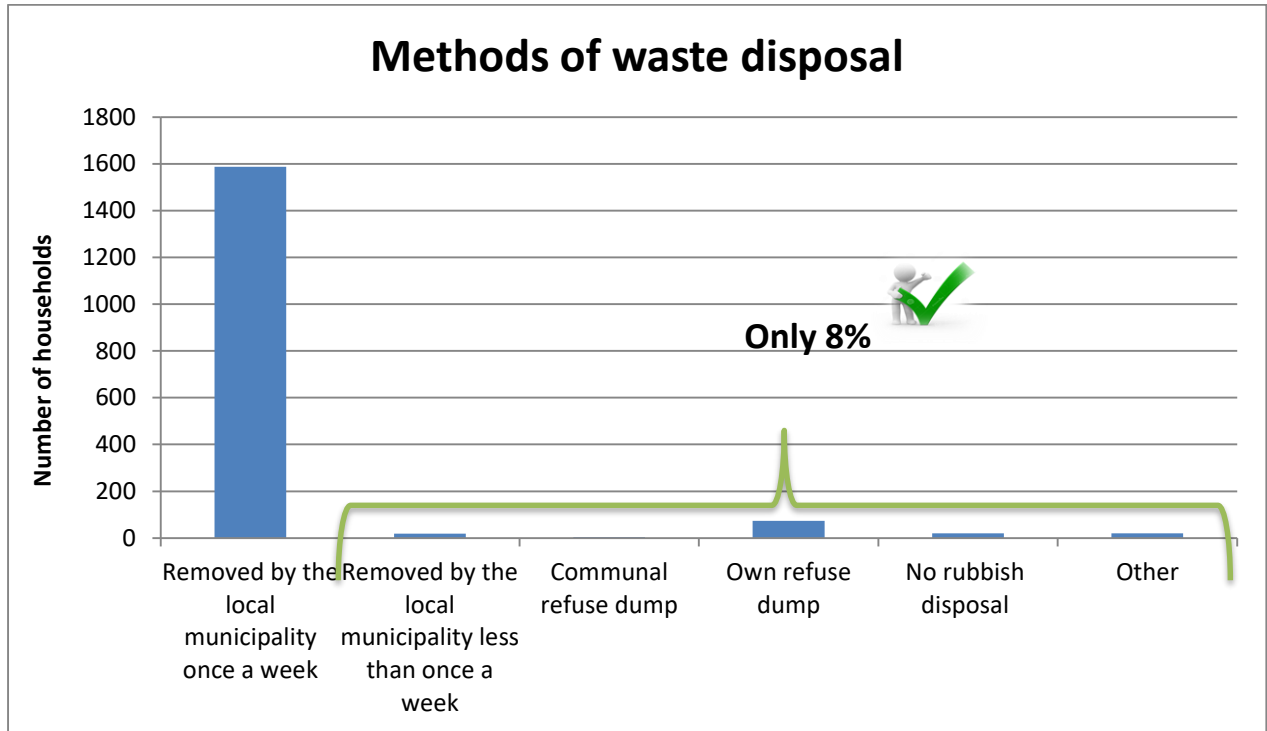 Methods of waste disposal
1800
1600
1400
1200
1000
800
600
400
200
0
Number of households
Only 8%
Removed by the
local
municipality
once a week
Removed by the
local
municipality less
than once a
week
Communal
refuse dump
Own refuse
dump
No rubbish
disposal
Other